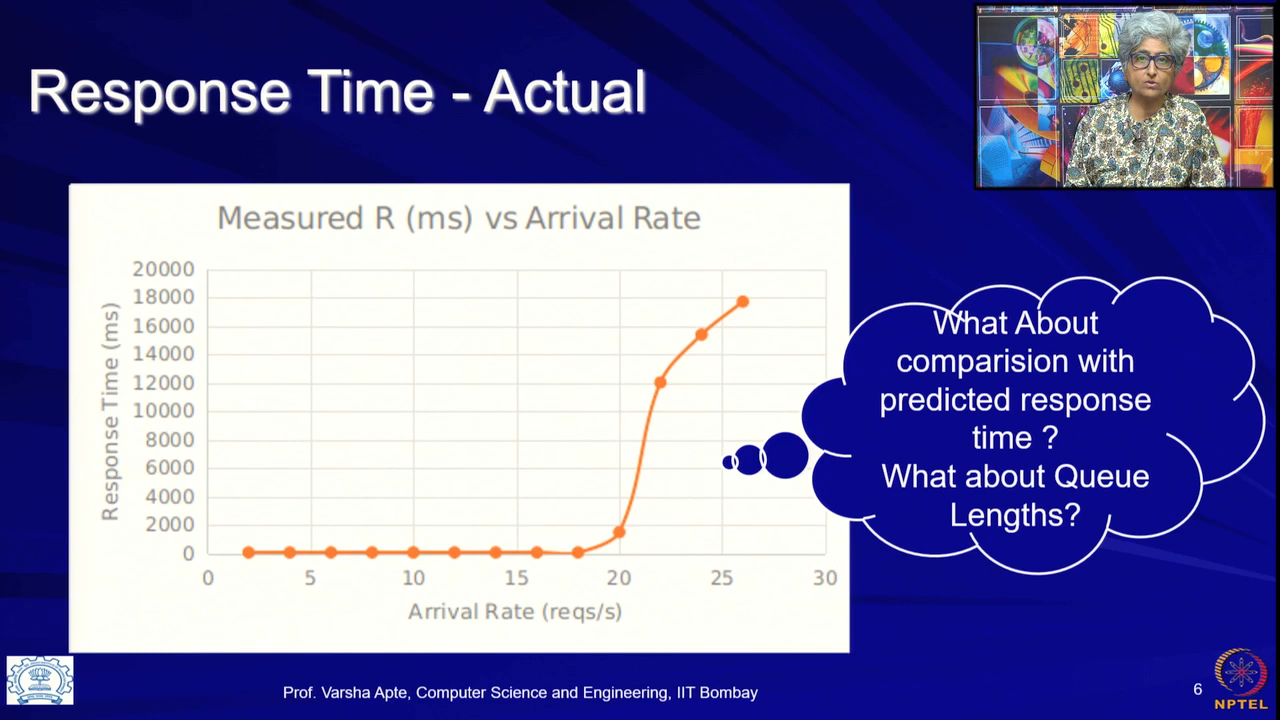 Response Time - Actual
Measured R (ms) vs Arrival Rate
Response Time (ms)
20000
18000
16000
14000
12000
10000
8000
6000
4000
2000
0
0 5 10 15 20 25 30
Arrival Rate (reqs/s)
What About
comparision with
predicted response
time ?
What about Queue
Lengths?
Prof. Varsha Apte, Computer Science and Engineering, IIT Bombay
6
NPTEL